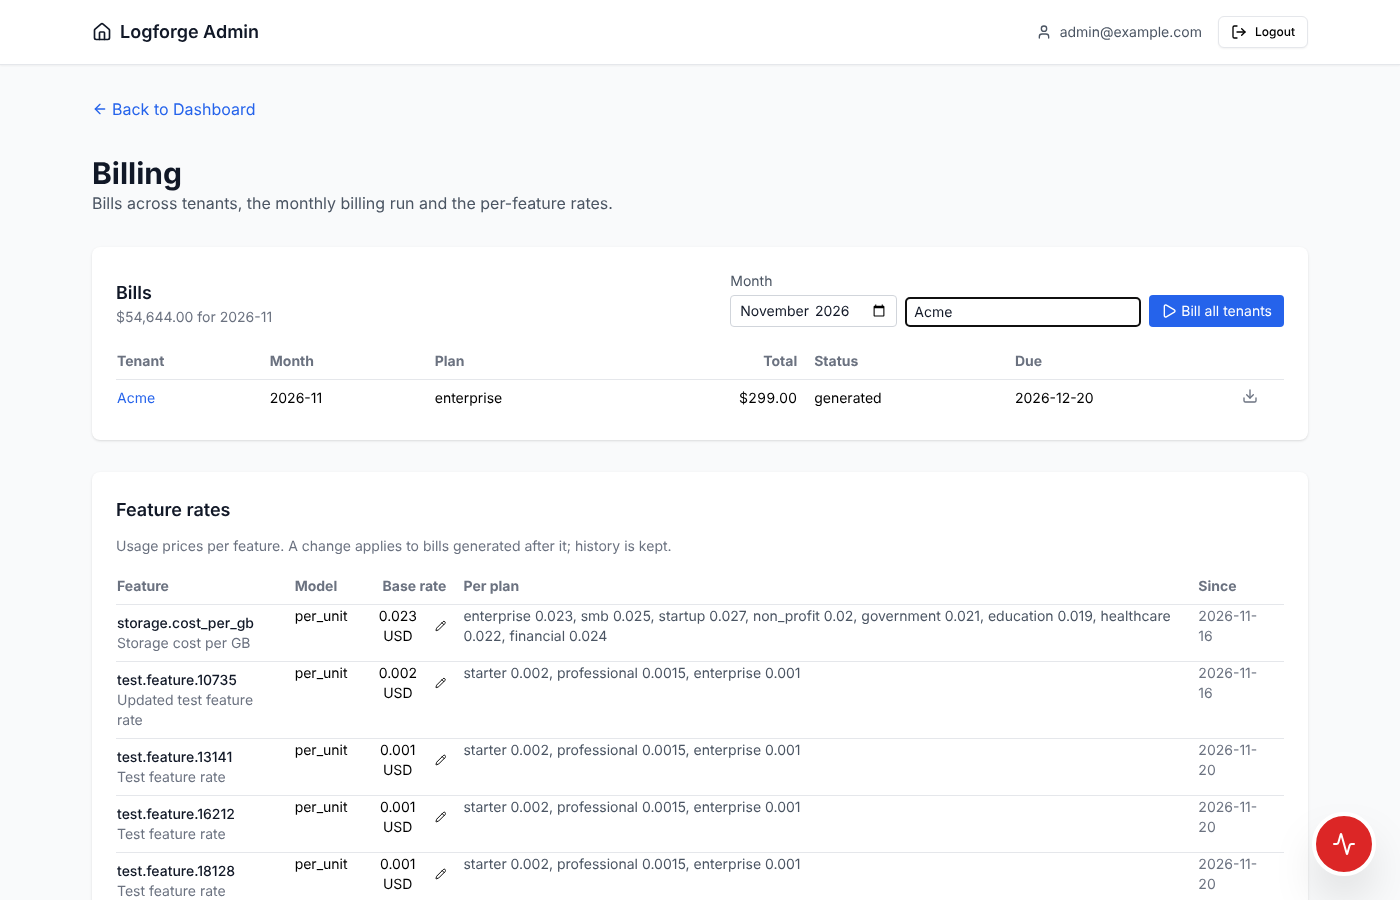 Logforge Admin
admin@example.com
Logout
Back to Dashboard
Billing
Bills across tenants, the monthly billing run and the per-feature rates.
Bills
$54,644.00 for 2026-11
Month
November 2026
Acme
Bill all tenants
Tenant Month Plan Total Status Due
Acme 2026-11 enterprise $299.00 generated 2026-12-20
Feature rates
Usage prices per feature. A change applies to bills generated after it; history is kept.
Feature Model Base rate Per plan Since
storage.cost_per_gb per_unit 0.023 enterprise 0.023, smb 0.025, startup 0.027, non_profit 0.02, government 0.021, education 0.019, healthcare 2026-11-
Storage cost per GB USD 0.022, financial 0.024 16
test.feature.10735 per_unit 0.002 starter 0.002, professional 0.0015, enterprise 0.001 2026-11-
Updated test feature USD 16
rate
test.feature.13141 per_unit 0.001 starter 0.002, professional 0.0015, enterprise 0.001 2026-11-
Test feature rate USD 20
test.feature.16212 per_unit 0.001 starter 0.002, professional 0.0015, enterprise 0.001 2026-11-
Test feature rate USD 20
test.feature.18128 per_unit 0.001 starter 0.002, professional 0.0015, enterprise 0.001 2026-11-
Test feature rate USD 20